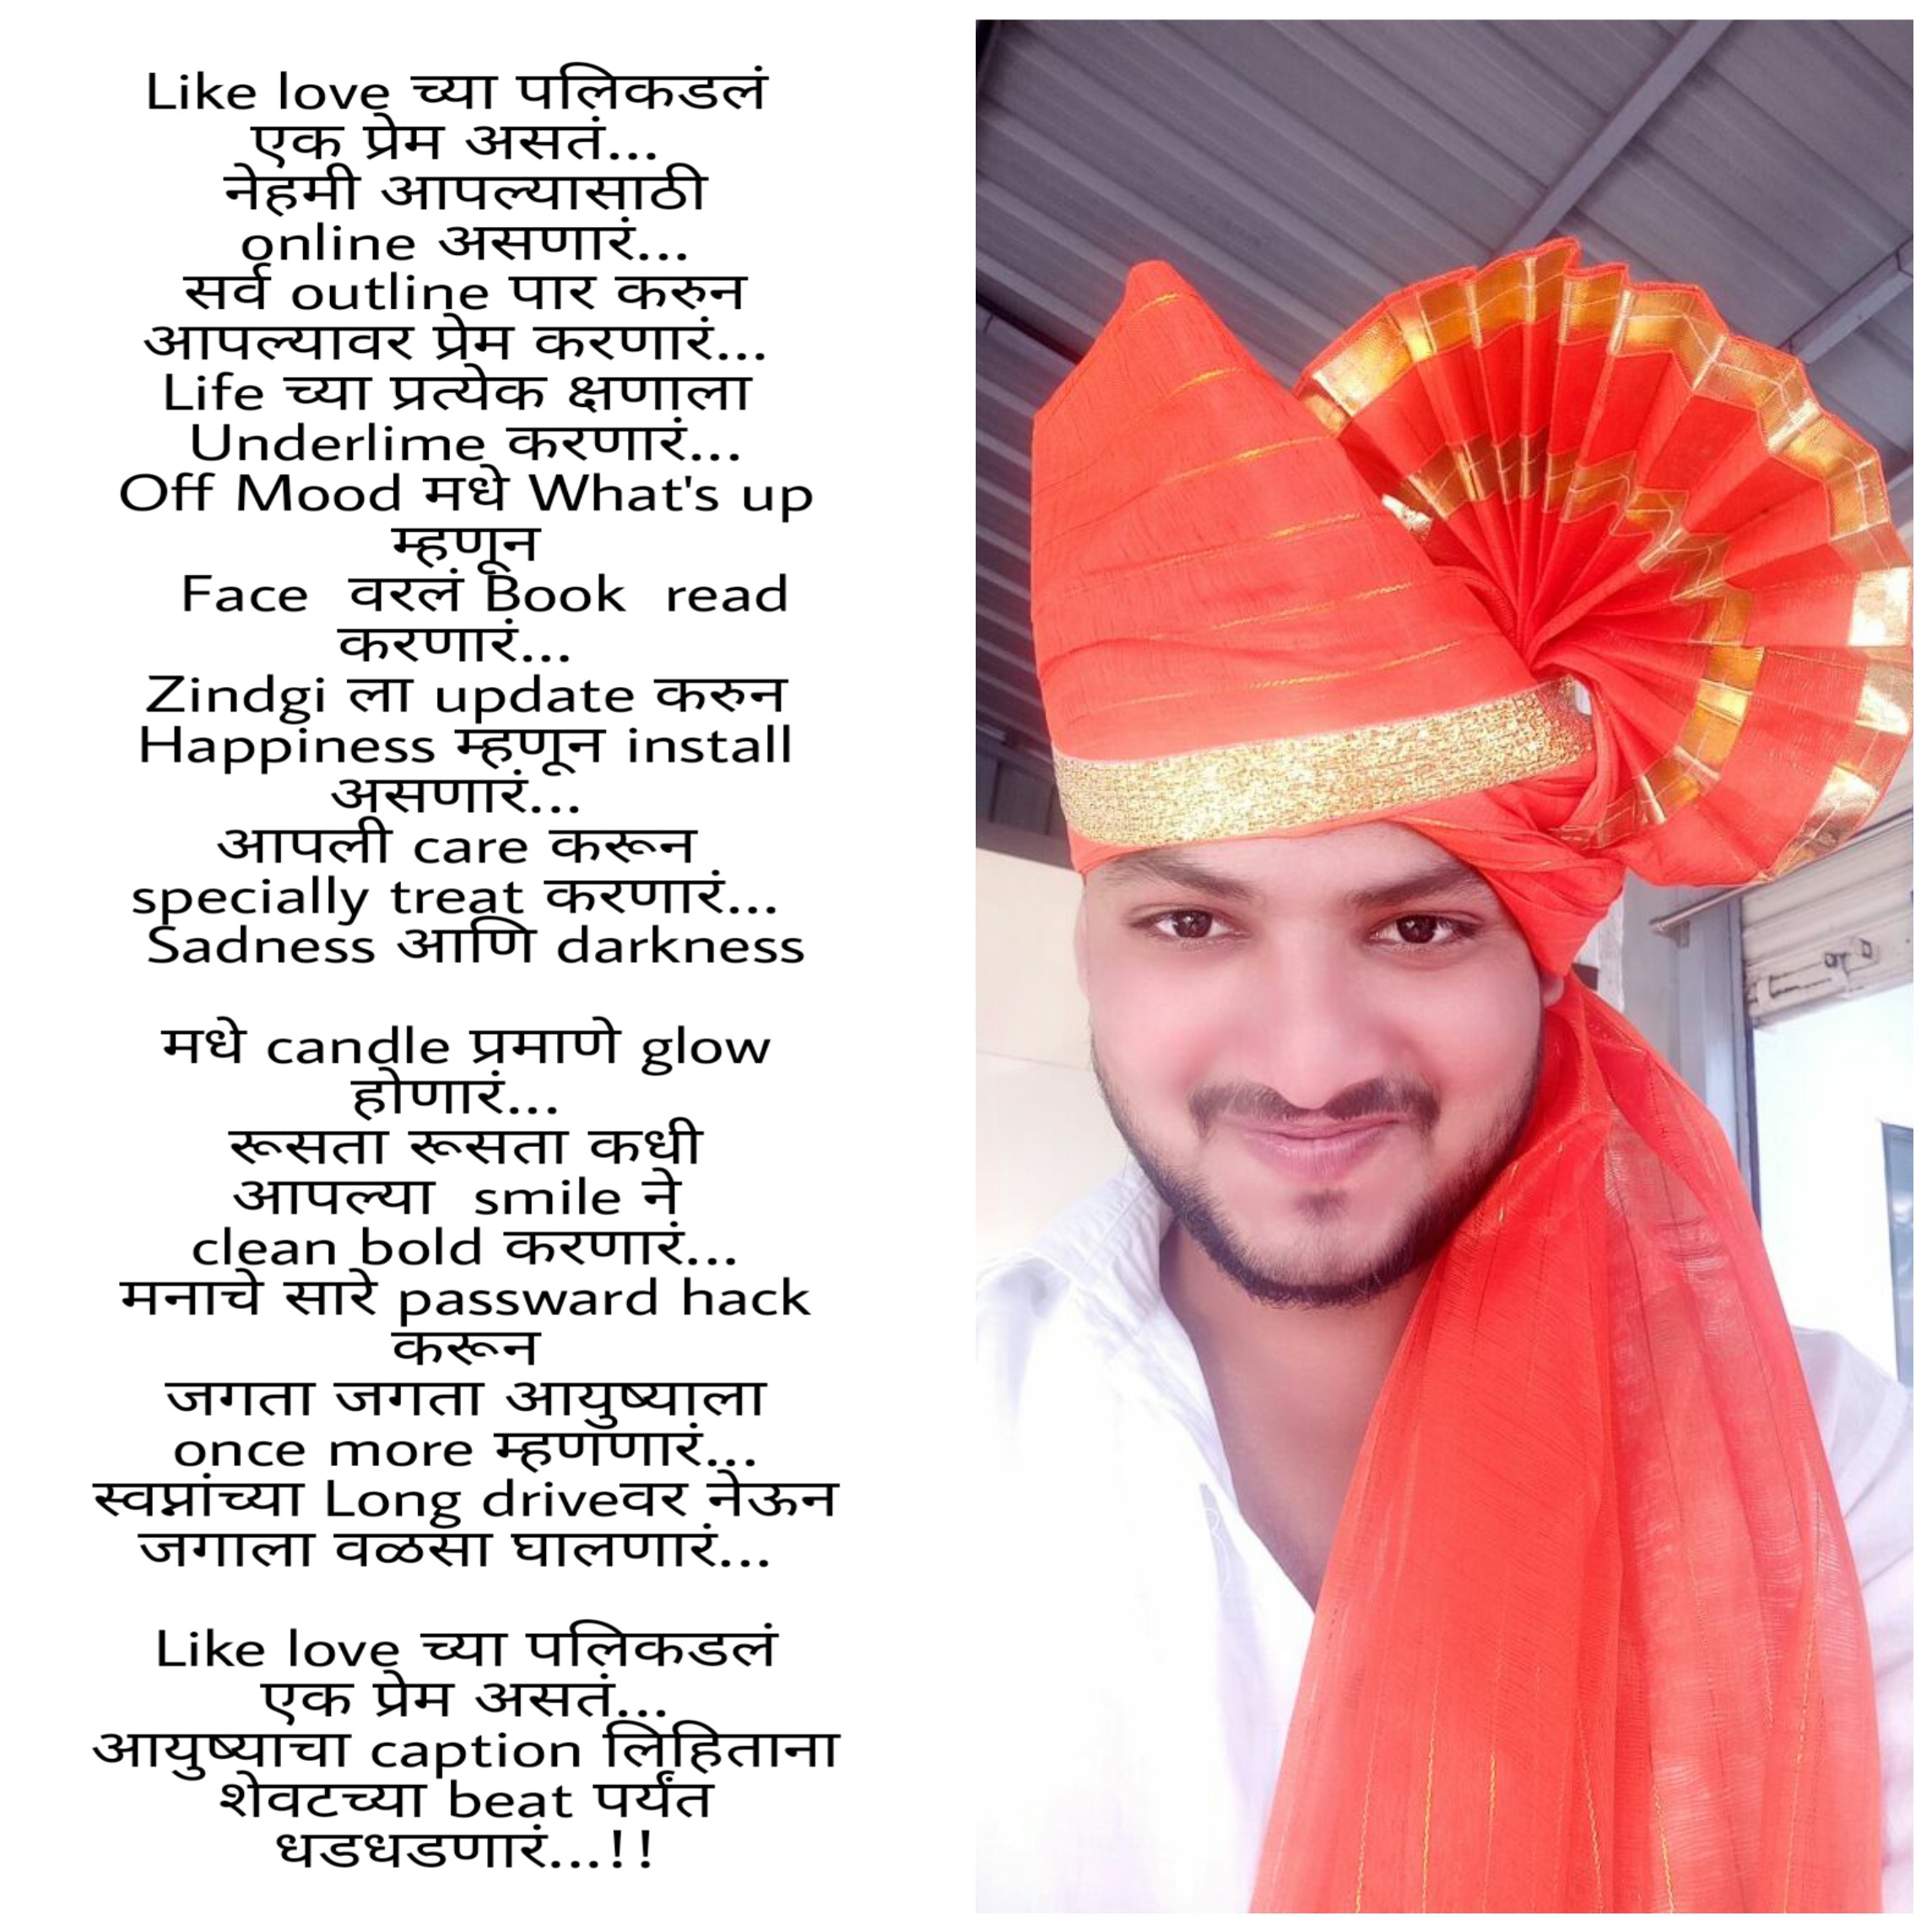 Like love च्या पलिकडलं
एक प्रेम असतं...
नेहमी आपल्यासाठी
online असणारं...
सर्व outline पार करुन
आपल्यावर प्रेम करणारं...
Life च्या प्रत्येक क्षणाला
Underlime करणारं...
Off Mood मधे What's up
म्हणून
Face वरलं Book read
करणारं...
Zindgi ला update करुन
Happiness म्हणून install
असणारं...
आपली care करून
specially treat करणारं...
Sadness आणि darkness
मधे candle प्रमाणे glow
होणारं...
रूसता रूसता कधी
आपल्या smile ने
clean bold करणारं...
मनाचे सारे passward hack
करून
जगता जगता आयुष्याला
once more म्हणणारं...
स्वप्नांच्या Long driveवर नेऊन
जगाला वळसा घालणारं...
Like love च्या पलिकडलं
एक प्रेम असतं...
आयुष्याचा caption लिहिताना
शेवटच्या beat पर्यंत
धडधडणारं...!!